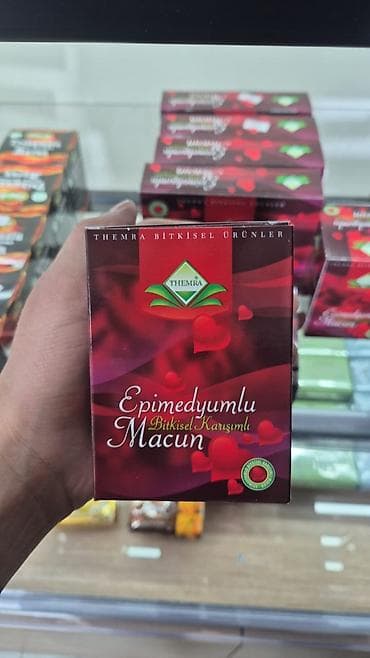 THEMRA BİTKİSEL ÜRÜNLER
THEMRA
Epimedyumlu
Bitkisel Karışımlı
Macun